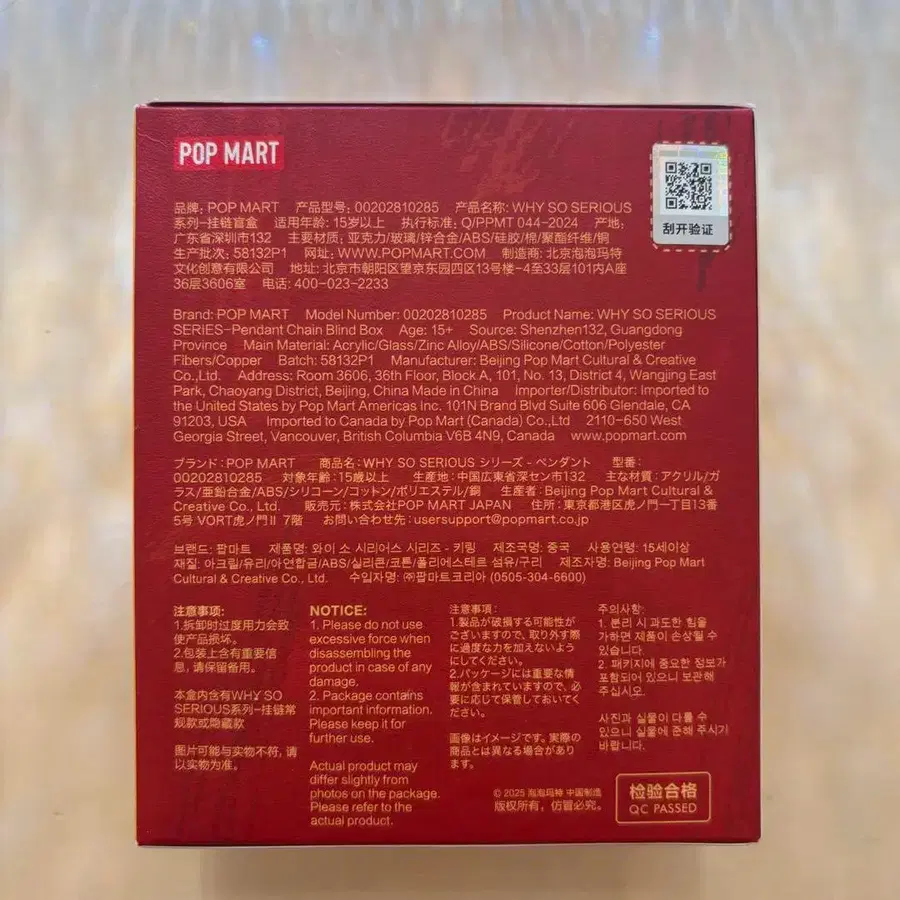 POP MART
刮开验证
品牌: POP MART 产品型号: 00202810285 产品名称: WHY SO SERIOUS
系列-挂链盲盒 适用年龄: 15岁以上 执行标准: Q/PPMT 044-2024 产地:
广东省深圳市132 主要材质: 亚克力/玻璃/锌合金/ABS/硅胶/棉/聚酯纤维/铜
生产批次: 58132P1 网址: WWW.POPMART.COM 制造商: 北京泡泡玛特
文化创意有限公司 地址: 北京市朝阳区望京东园四区13号楼-4至33层101内A座
36层3606室 电话: 400-023-2233
Brand: POP MART Model Number: 00202810285 Product Name: WHY SO SERIOUS
SERIES-Pendant Chain Blind Box Age: 15+ Source: Shenzhen132, Guangdong
Province Main Material: Acrylic/Glass/Zinc Alloy/ABS/Silicone/Cotton/Polyester
Fibers/Copper Batch: 58132P1 Manufacturer: Beijing Pop Mart Cultural & Creative
Co.,Ltd. Address: Room 3606, 36th Floor, Block A, 101, No. 13, District 4, Wangjing East
Park, Chaoyang District, Beijing, China Made in China Importer/Distributor: Imported to
the United States by Pop Mart Americas Inc. 101N Brand Blvd Suite 606 Glendale, CA
91203, USA Imported to Canada by Pop Mart (Canada) Co.,Ltd 2110-650 West
Georgia Street, Vancouver, British Columbia V6B 4N9, Canada www.popmart.com
ブランド: POP MART 商品名: WHY SO SERIOUS シリーズ - ペンダント 型番:
00202810285 対象年齢: 15歳以上 生産地: 中国広東省深セン市132 主な材質: アクリル/ガ
ラス/亜鉛合金/ABS/シリコーン/コットン/ポリエステル/銅 生産者: Beijing Pop Mart Cultural &
Creative Co., Ltd. 販売元: 株式会社POP MART JAPAN 住所: 東京都港区虎ノ門一丁目13番
5号 VORT虎ノ門II 7階 お問い合わせ先: usersupport@popmart.co.jp
브랜드: 팝마트 제품명: 와이 소 시리어스 시리즈 - 키링 제조국명: 중국 사용연령: 15세이상
재질: 아크릴/유리/아연합금/ABS/실리콘/코튼/폴리에스테르 섬유/구리 제조자명: Beijing Pop Mart
Cultural & Creative Co., Ltd. 수입자명: ㈜팝마트코리아 (0505-304-6600)
注意事项:
1.拆卸时过度用力会致
使产品损坏。
2.包装上含有重要信
息, 请保留备用。
本盒内含有WHY SO
SERIOUS系列-挂链常
规款或隐藏款
图片可能与实物不符, 请
以实物为准。
NOTICE:
1. Please do not use
excessive force when
disassembling the
product in case of any
damage.
2. Package contains
important information.
Please keep it for
further use.
Actual product may
differ slightly from
photos on the package.
Please refer to the
actual product.
注意事項:
1.製品が破損する可能性が
ございますので、取り外す際
に過度な力を加えないよう
にしてください。
2.パッケージには重要な情
報が含まれていますので、必
要に応じて保管しておいてく
ださい。
画像はイメージです。実際の
商品とは異なる場合があり
ます。
주의사항:
1. 분리 시 과도한 힘을
가하면 제품이 손상될 수
있습니다.
2. 패키지에 중요한 정보가
포함되어 있으니 보관해
주십시오.
사진과 실물이 다를 수
있으니 실물에 준해 주시기
바랍니다.
© 2025 泡泡玛特 中国制造
版权所有, 仿冒必究。
检验合格
QC PASSED